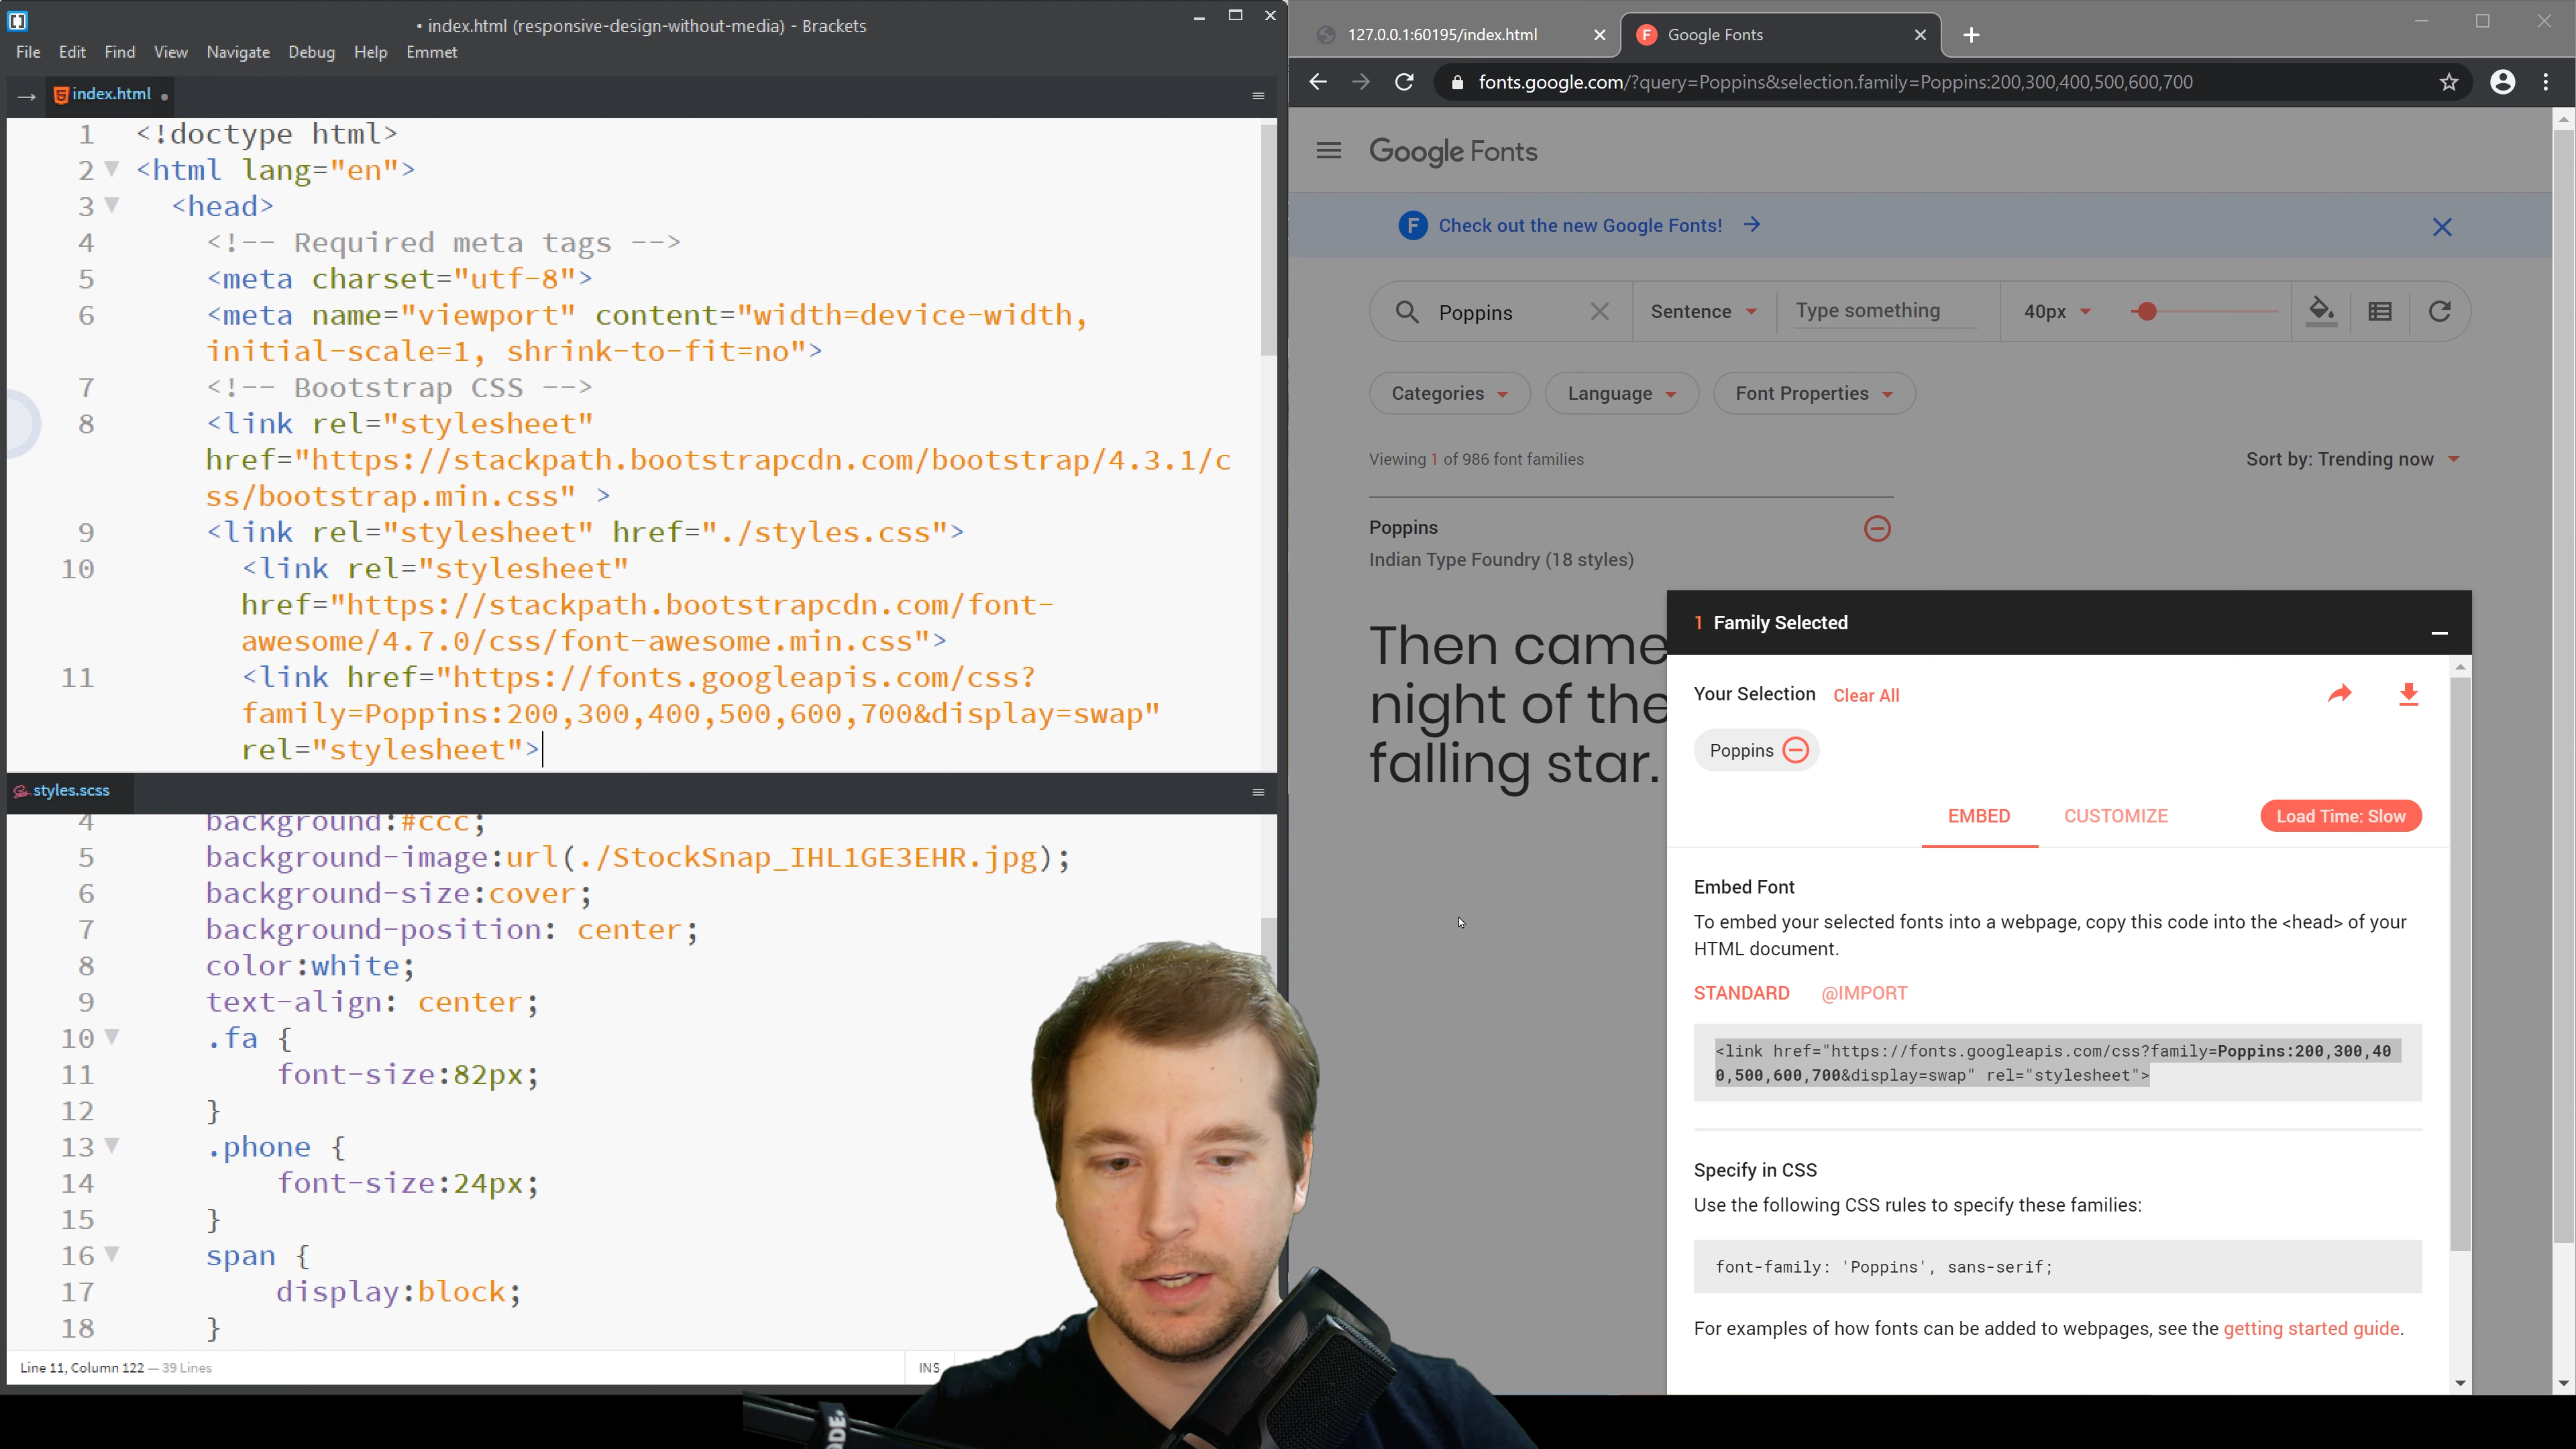 • index.html (responsive-design-without-media) - Brackets
File Edit Find View Navigate Debug Help Emmet
index.html
1 <!doctype html>
2 <html lang="en">
3 <head>
4 <!-- Required meta tags -->
5 <meta charset="utf-8">
6 <meta name="viewport" content="width=device-width,
initial-scale=1, shrink-to-fit=no">
7 <!-- Bootstrap CSS -->
8 <link rel="stylesheet"
href="https://stackpath.bootstrapcdn.com/bootstrap/4.3.1/c
ss/bootstrap.min.css" >
9 <link rel="stylesheet" href="./styles.css">
10 <link rel="stylesheet"
href="https://stackpath.bootstrapcdn.com/font-
awesome/4.7.0/css/font-awesome.min.css">
11 <link href="https://fonts.googleapis.com/css?
family=Poppins:200,300,400,500,600,700&display=swap"
rel="stylesheet">
styles.scss
4 background:#ccc;
5 background-image:url(./StockSnap_IHL1GE3EHR.jpg);
6 background-size:cover;
7 background-position: center;
8 color:white;
9 text-align: center;
10 .fa {
11 font-size:82px;
12 }
13 .phone {
14 font-size:24px;
15 }
16 span {
17 display:block;
18 }
Line 11, Column 122 — 39 Lines
INS
127.0.0.1:60195/index.html
Google Fonts
fonts.google.com/?query=Poppins&selection.family=Poppins:200,300,400,500,600,700
Google Fonts
F Check out the new Google Fonts!
Poppins Sentence Type something 40px
Categories Language Font Properties
Viewing 1 of 986 font families
Sort by: Trending now
Poppins
Indian Type Foundry (18 styles)
Then came
night of the
falling star.
1 Family Selected
Your Selection Clear All
Poppins
EMBED CUSTOMIZE Load Time: Slow
Embed Font
To embed your selected fonts into a webpage, copy this code into the <head> of your
HTML document.
STANDARD @IMPORT
<link href="https://fonts.googleapis.com/css?family=Poppins:200,300,40
0,500,600,700&display=swap" rel="stylesheet">
Specify in CSS
Use the following CSS rules to specify these families:
font-family: 'Poppins', sans-serif;
For examples of how fonts can be added to webpages, see the getting started guide.